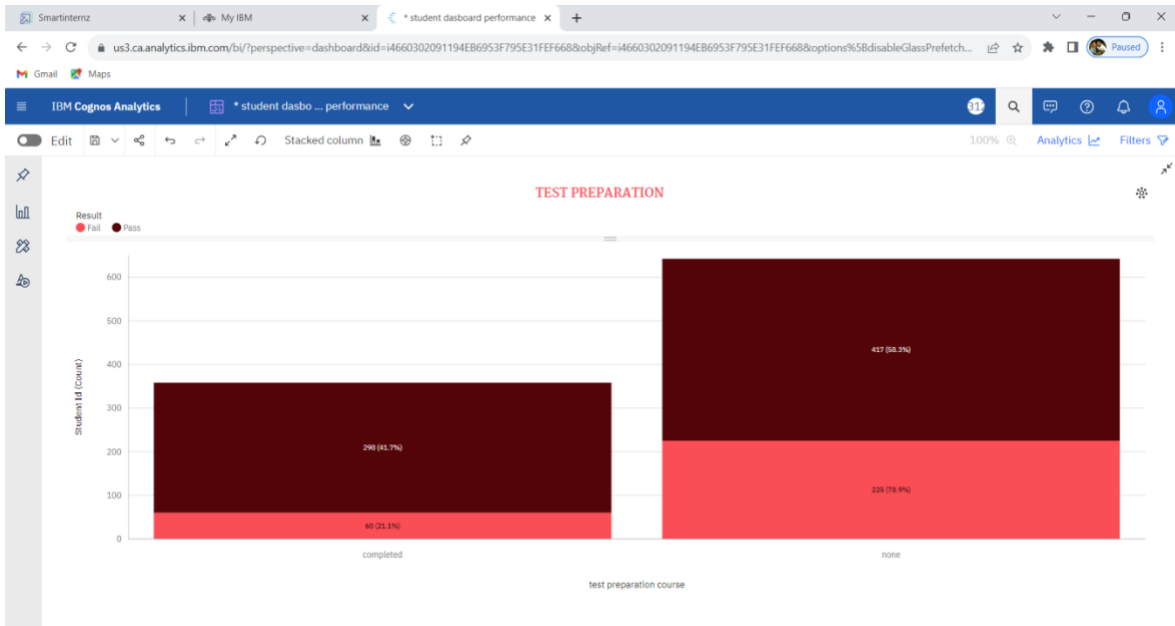 Smartinternz My IBM * student dasboard performance
us3.ca.analytics.ibm.com/bi/?perspective=dashboard&id=i4660302091194EB6953F795E31FEF668&objRef=i4660302091194EB6953F795E31FEF668&options%5BdisableGlassPrefetch... Paused
Gmail Maps
IBM Cognos Analytics * student dasbo ... performance
Edit Stacked column 100% Analytics Filters
TEST PREPARATION
Result
Fail Pass
Student Id (Count)
600
500
400
300
200
100
0
298 (41.7%)
60 (21.1%)
417 (58.3%)
225 (78.9%)
completed none
test preparation course